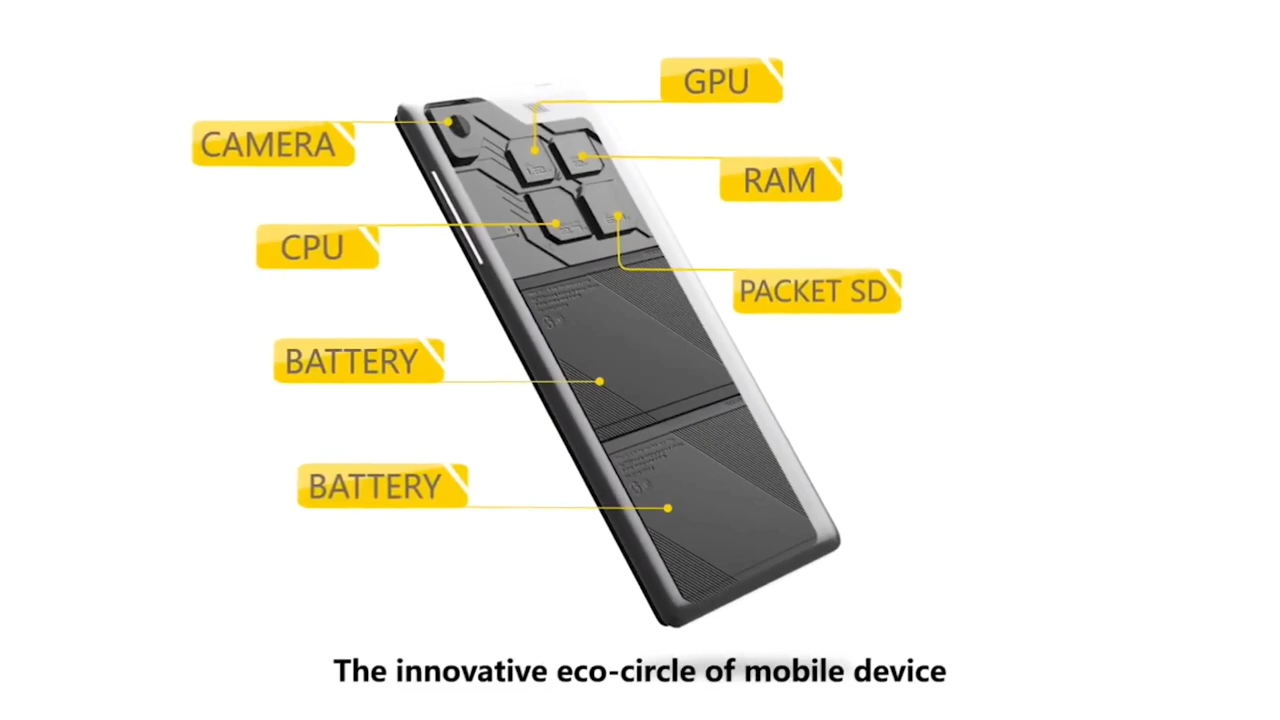 GPU
CAMERA
RAM
CPU
PACKET SD
BATTERY
BATTERY
The innovative eco-circle of mobile device